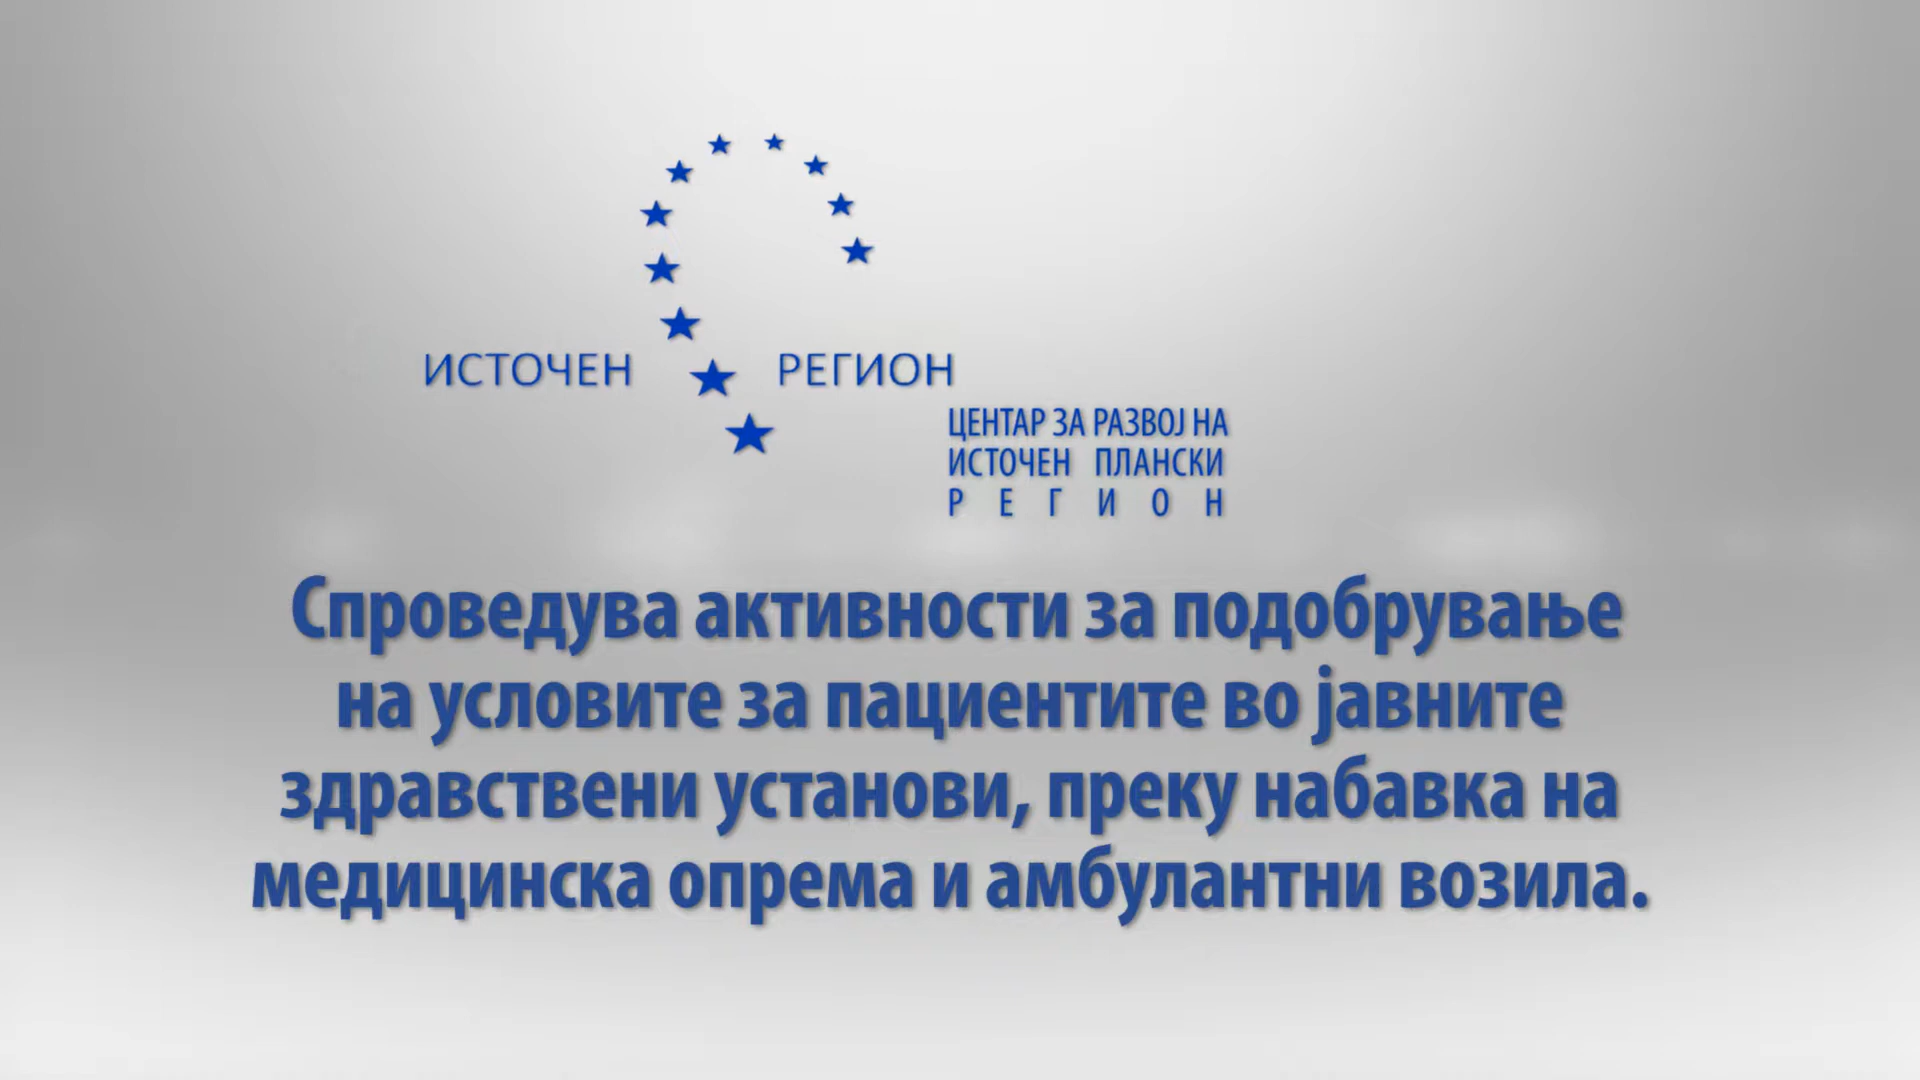 ИСТОЧЕН РЕГИОН
ЦЕНТАР ЗА РАЗВОЈ НА
ИСТОЧЕН ПЛАНСКИ
РЕГИОН
Спроведува активности за подобрување
на условите за пациентите во јавните
здравствени установи, преку набавка на
медицинска опрема и амбулантни возила.